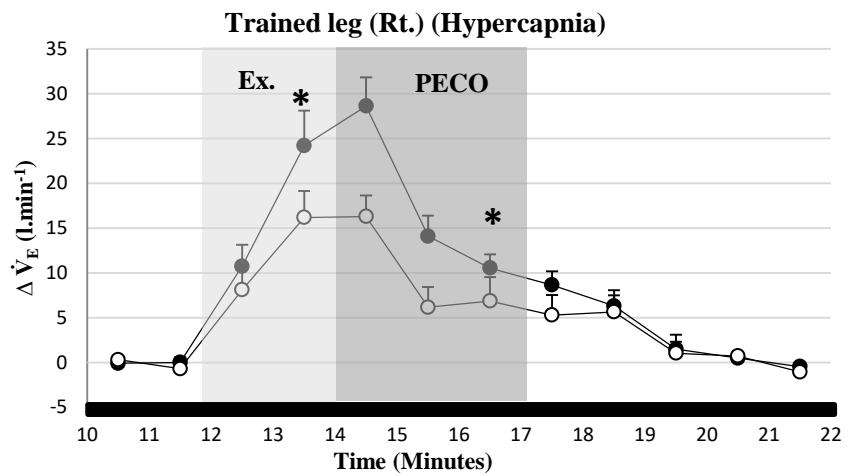 Trained leg (Rt.) (Hypercapnia)
35
30
25
20
15
10
5
0
-5
Δ V̇E (l.min-1)
Ex.
PECO
*
*
10 11 12 13 14 15 16 17 18 19 20 21 22
Time (Minutes)